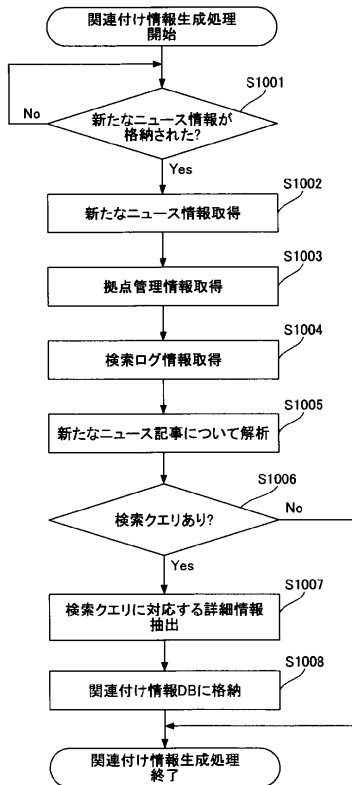 関連付け情報生成処理
開始
S1001
No
新たなニュース情報が
格納された?
Yes
S1002
新たなニュース情報取得
S1003
拠点管理情報取得
S1004
検索ログ情報取得
S1005
新たなニュース記事について解析
S1006
No
検索クエリあり?
Yes
S1007
検索クエリに対応する詳細情報
抽出
S1008
関連付け情報DBに格納
関連付け情報生成処理
終了